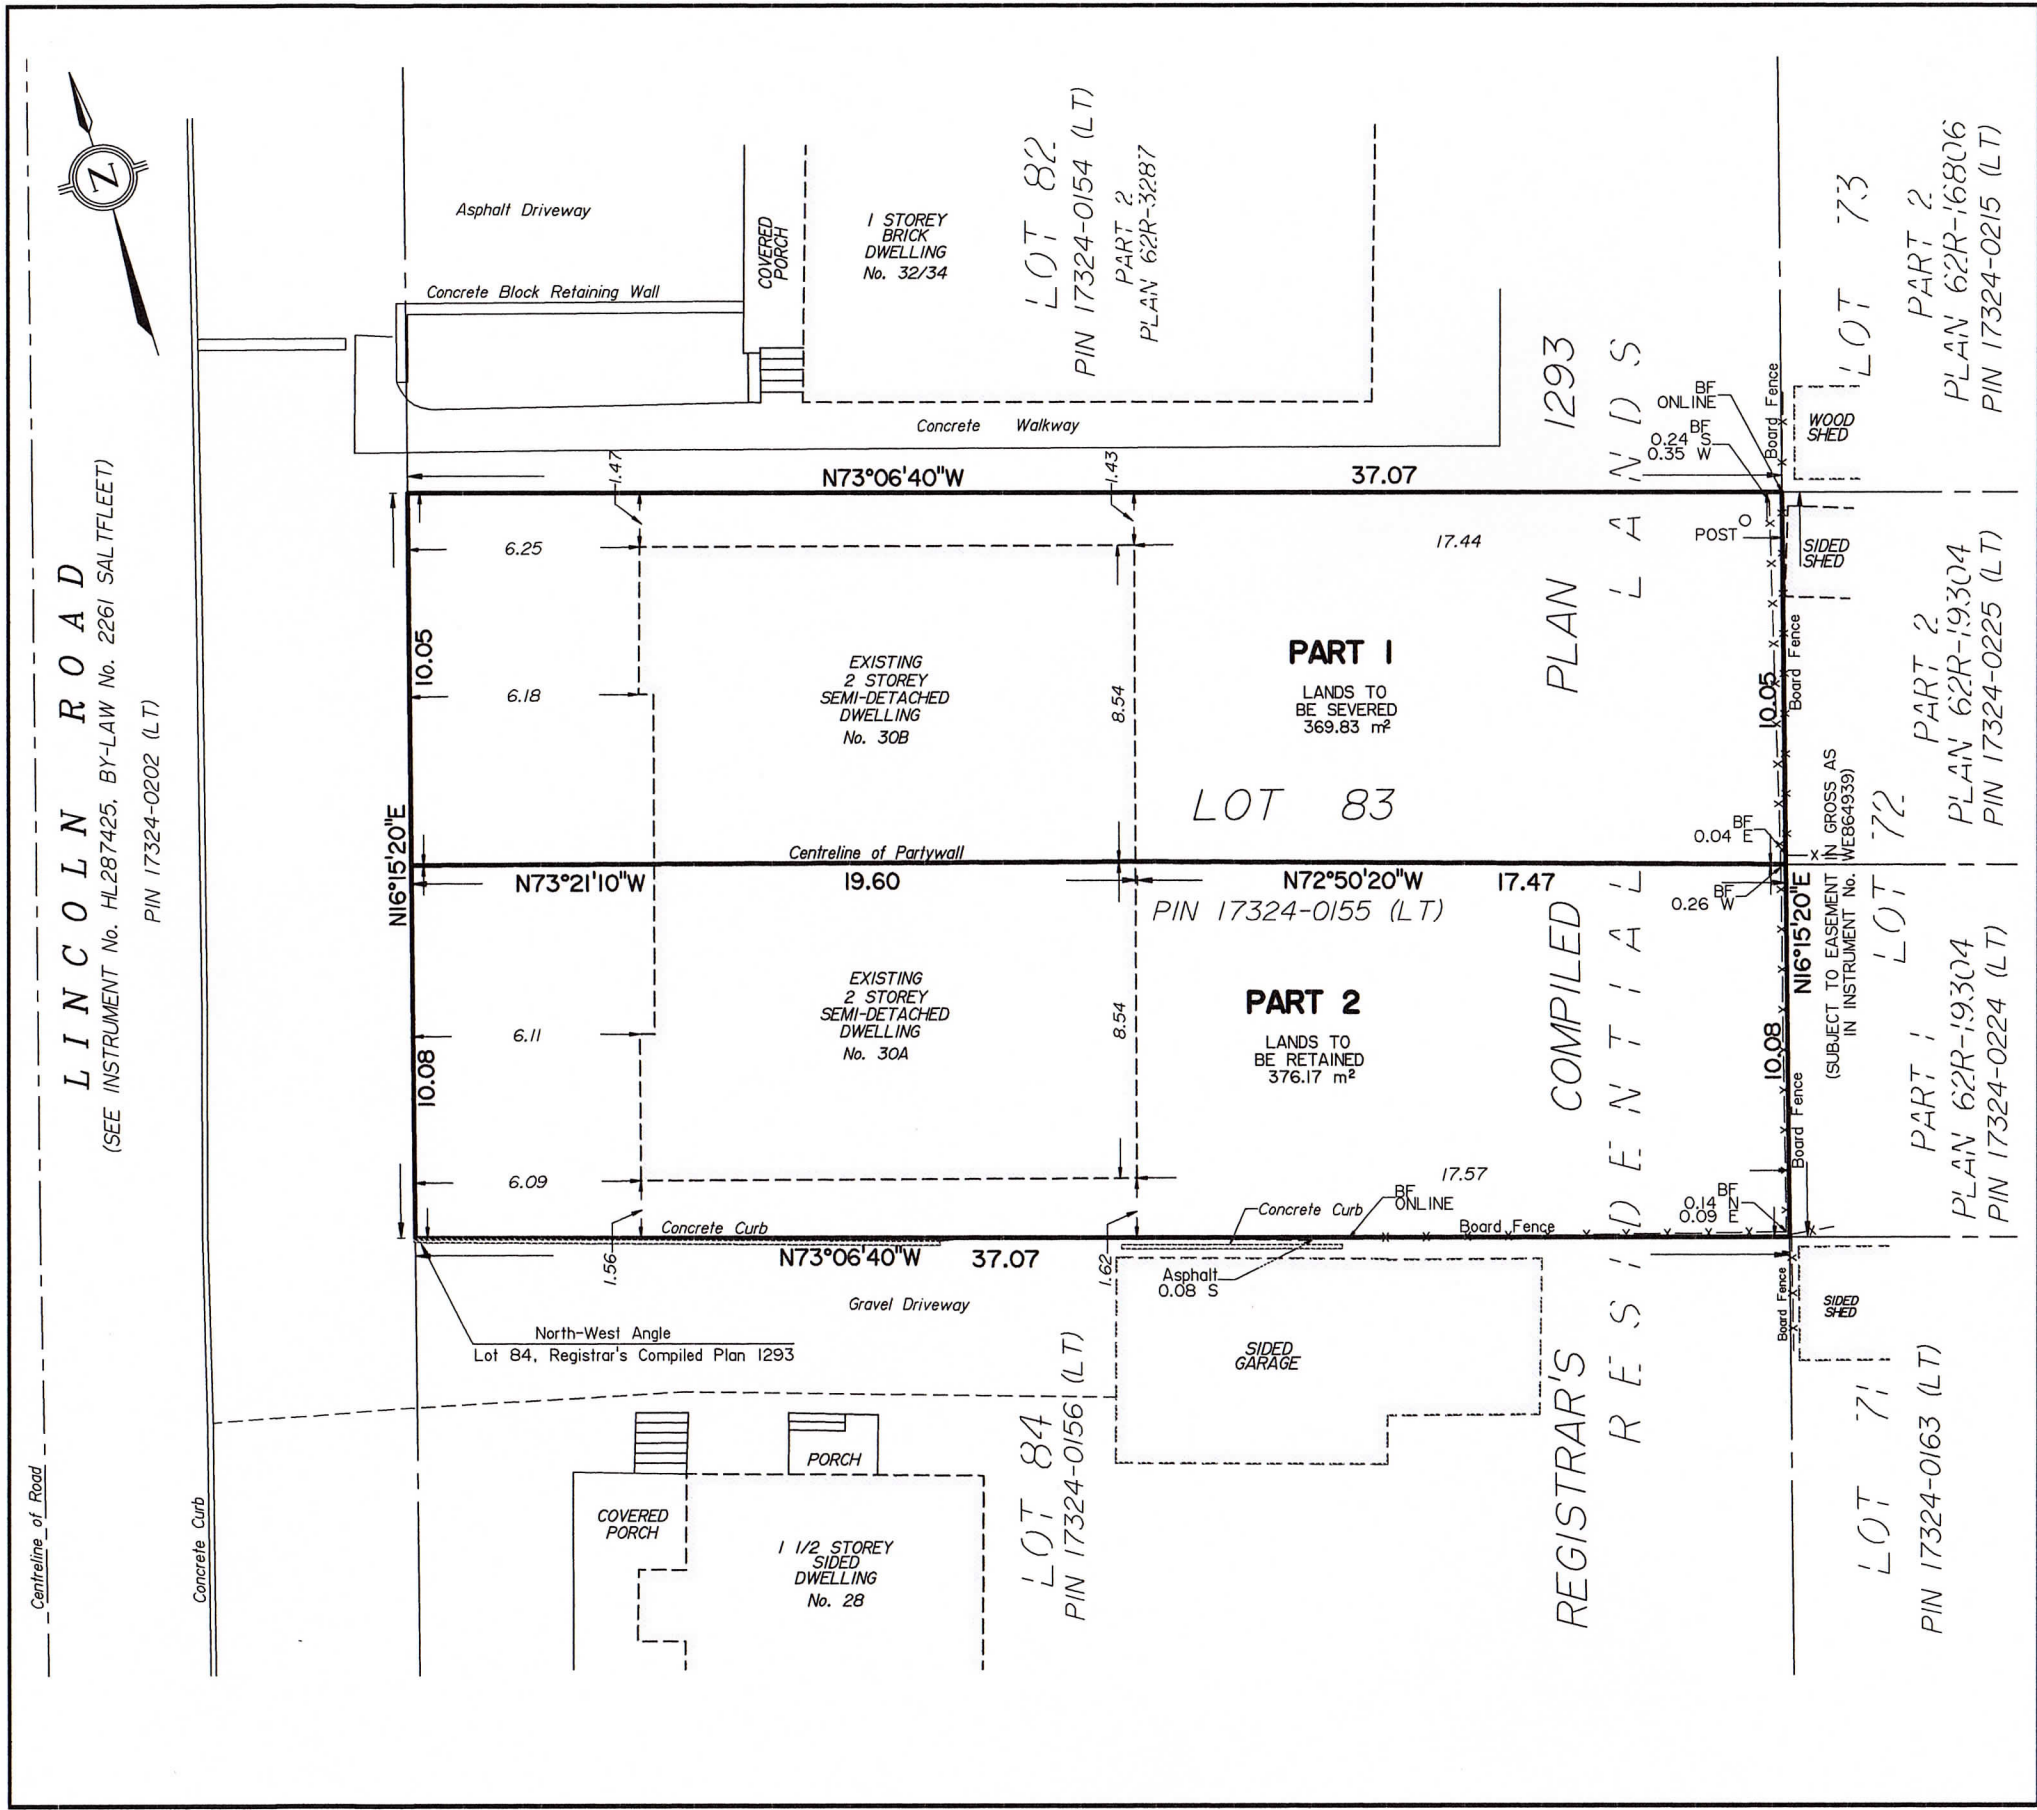 LINCOLN ROAD
(SEE INSTRUMENT No. HL287425, BY-LAW No. 2261 SALTFLEET)
PIN 17324-0202 (LT)
Centreline of Road
Concrete Curb
N
Asphalt Driveway
Concrete Block Retaining Wall
COVERED
PORCH
1 STOREY
BRICK
DWELLING
No. 32/34
LOT 82
PIN 17324-0154 (LT)
PART 2
PLAN 62R-3287
Concrete Walkway
N73°06'40"W
37.07
1.47
1.43
6.25
17.44
10.05
6.18
EXISTING
2 STOREY
SEMI-DETACHED
DWELLING
No. 30B
8.54
PART 1
LANDS TO
BE SEVERED
369.83 m²
LOT 83
N16°15'20"E
Centreline of Partywall
N73°21'10"W
19.60
N72°50'20"W
17.47
PIN 17324-0155 (LT)
6.11
EXISTING
2 STOREY
SEMI-DETACHED
DWELLING
No. 30A
8.54
PART 2
LANDS TO
BE RETAINED
376.17 m²
10.08
6.09
17.57
Concrete Curb
Concrete Curb
BF
ONLINE
Board Fence
N73°06'40"W
37.07
1.56
1.62
Asphalt
0.08 S
Gravel Driveway
North-West Angle
Lot 84, Registrar's Compiled Plan 1293
SIDED
GARAGE
PORCH
COVERED
PORCH
1 1/2 STOREY
SIDED
DWELLING
No. 28
LOT 84
PIN 17324-0156 (LT)
REGISTRAR'S COMPILED PLAN 1293
RESIDENTIAL LANDS
BF
ONLINE
BF
0.24 S
0.35 W
POST
Board Fence
WOOD
SHED
SIDED
SHED
10.05
Board Fence
BF
0.04 E
BF
0.26 W
N16°15'20"E
(SUBJECT TO EASEMENT IN GROSS AS
IN INSTRUMENT No. WE864939)
10.08
Board Fence
BF
0.14 N
0.09 E
Board Fence
SIDED
SHED
LOT 73
PART 2
PLAN 62R-16806
PIN 17324-0215 (LT)
LOT 72
PART 2
PLAN 62R-19304
PIN 17324-0225 (LT)
PART 1
PLAN 62R-19304
PIN 17324-0224 (LT)
LOT 71
PIN 17324-0163 (LT)